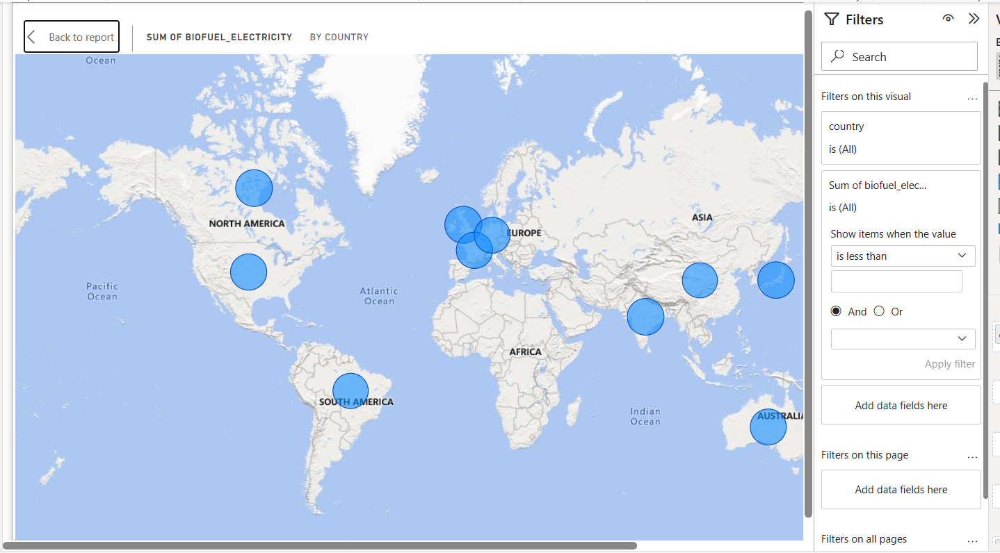 Back to report
SUM OF BIOFUEL_ELECTRICITY BY COUNTRY
Ocean
NORTH AMERICA
EUROPE
ASIA
Pacific
Ocean
Atlantic
Ocean
AFRICA
SOUTH AMERICA
Indian
Ocean
AUSTRALIA
Filters
Search
Filters on this visual ...
country
is (All)
Sum of biofuel_elec...
is (All)
Show items when the value
is less than
And Or
Apply filter
Add data fields here
Filters on this page ...
Add data fields here
Filters on all pages ...